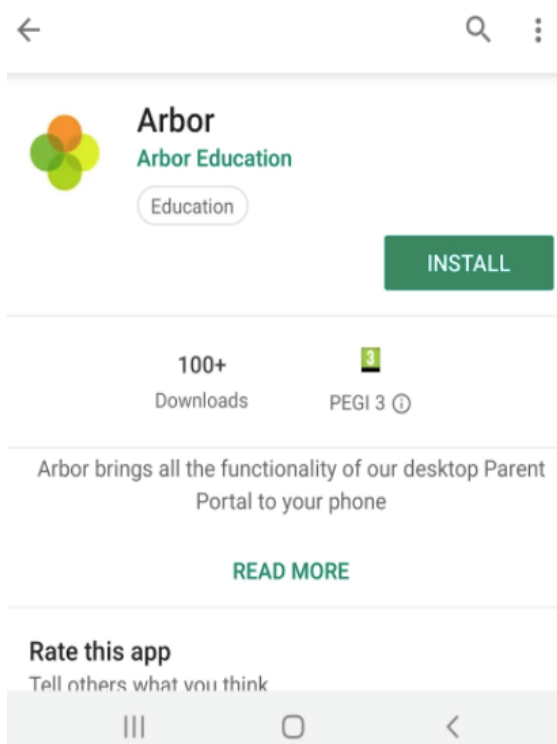 Arbor
Arbor Education
Education
INSTALL
100+
Downloads
3
PEGI 3
Arbor brings all the functionality of our desktop Parent
Portal to your phone
READ MORE
Rate this app
Tell others what you think